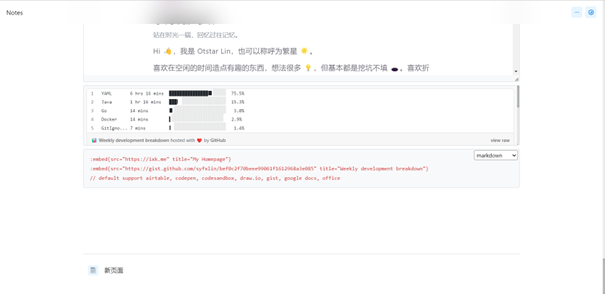 Notes
站在时光一隅，回忆过往记忆。
Hi 👋，我是 Otstar Lin，也可以称呼为繁星 🌟。
喜欢在空闲的时间造点有趣的东西，想法很多 💡，但基本都是挖坑不填 🕳。喜欢折
1 YAML 6 hrs 16 mins 75.5%
2 Java 1 hr 16 mins 15.3%
3 Go 14 mins 3.0%
4 Docker 14 mins 2.9%
5 GitIgno... 7 mins 1.4%
📊 Weekly development breakdown hosted with ❤ by GitHub view raw
markdown
:embed{src="https://ixk.me" title="My Homepage"}
:embed{src="https://gist.github.com/syfxlin/ title="Weekly development breakdown"}
// default support airtable, codepen, codesandbox, draw.io, gist, google docx, office
新页面